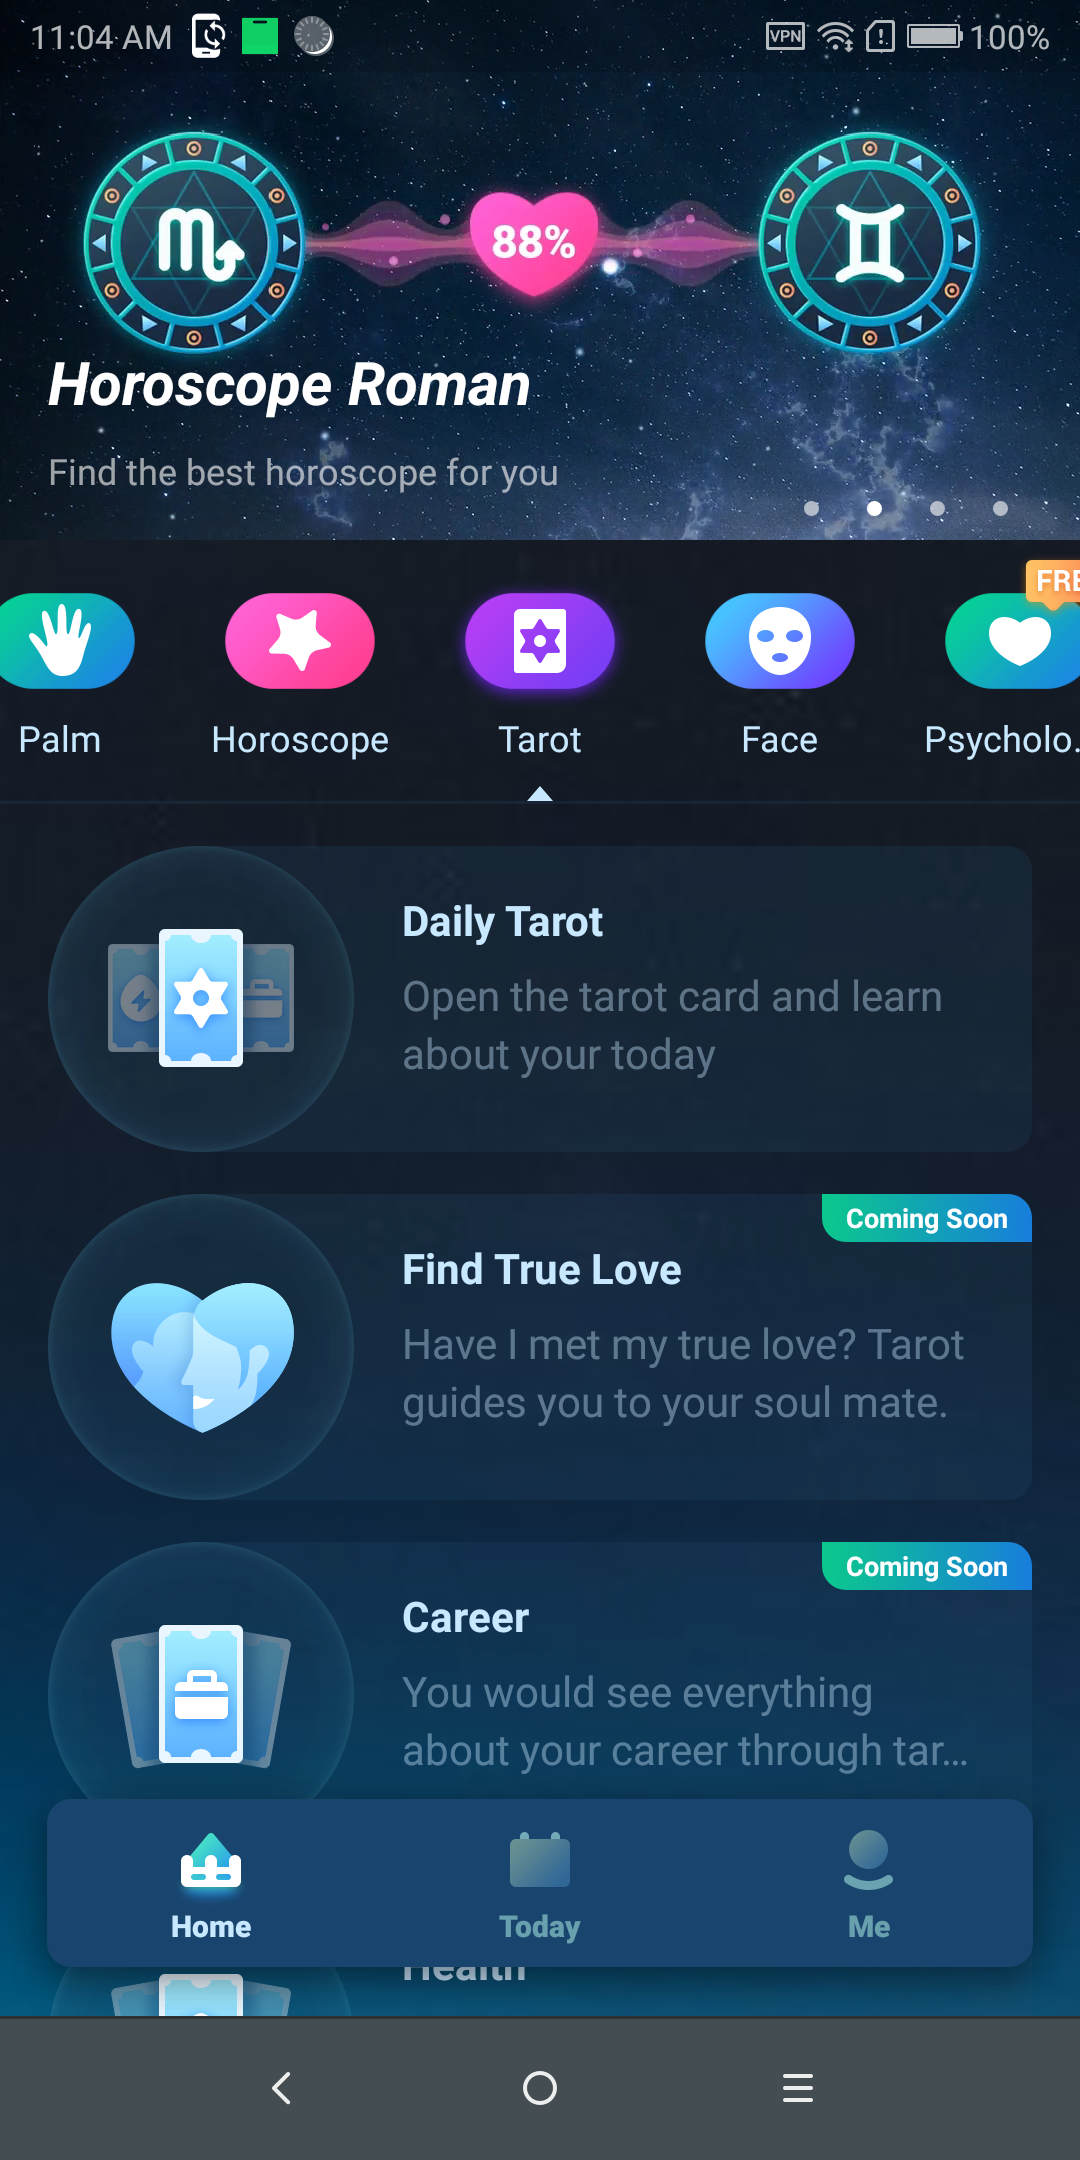 11:04 AM
VPN
100%
88%
Horoscope Roman
Find the best horoscope for you
FRE
Palm
Horoscope
Tarot
Face
Psycholo.
Daily Tarot
Open the tarot card and learn
about your today
Coming Soon
Find True Love
Have I met my true love? Tarot
guides you to your soul mate.
Coming Soon
Career
You would see everything
about your career through tar...
Home
Today
Me
Health